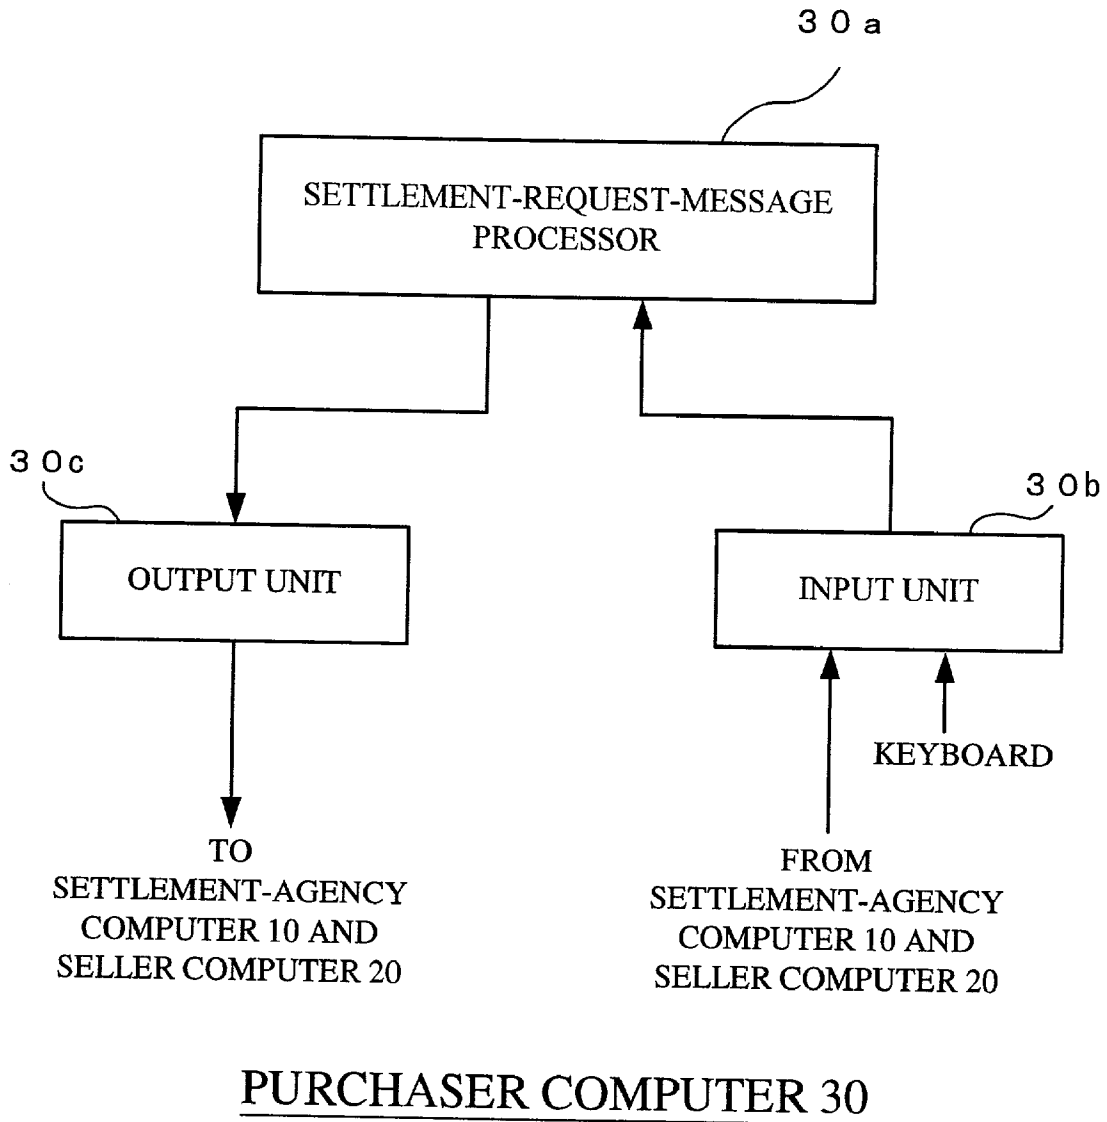 30a
SETTLEMENT-REQUEST-MESSAGE
PROCESSOR
30c
30b
OUTPUT UNIT
INPUT UNIT
KEYBOARD
TO
SETTLEMENT-AGENCY
COMPUTER 10 AND
SELLER COMPUTER 20
FROM
SETTLEMENT-AGENCY
COMPUTER 10 AND
SELLER COMPUTER 20
PURCHASER COMPUTER 30